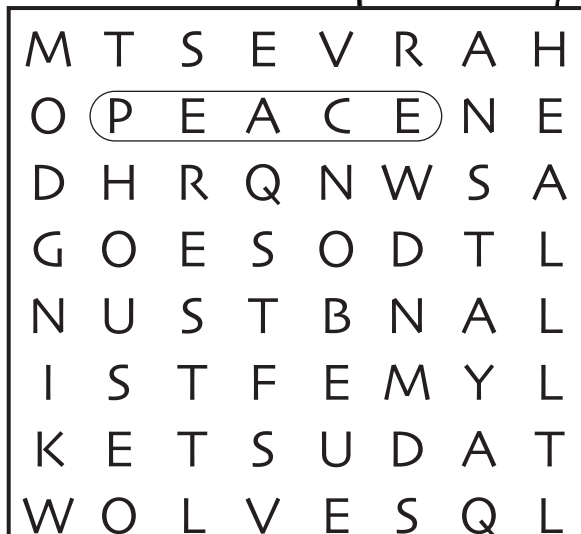 M T S E V R A H
O P E A C E N E
D H R Q N W S A
G O E S O D T L
N U S T B N A L
I S T F E M Y L
K E T S U D A T
W O L V E S Q L